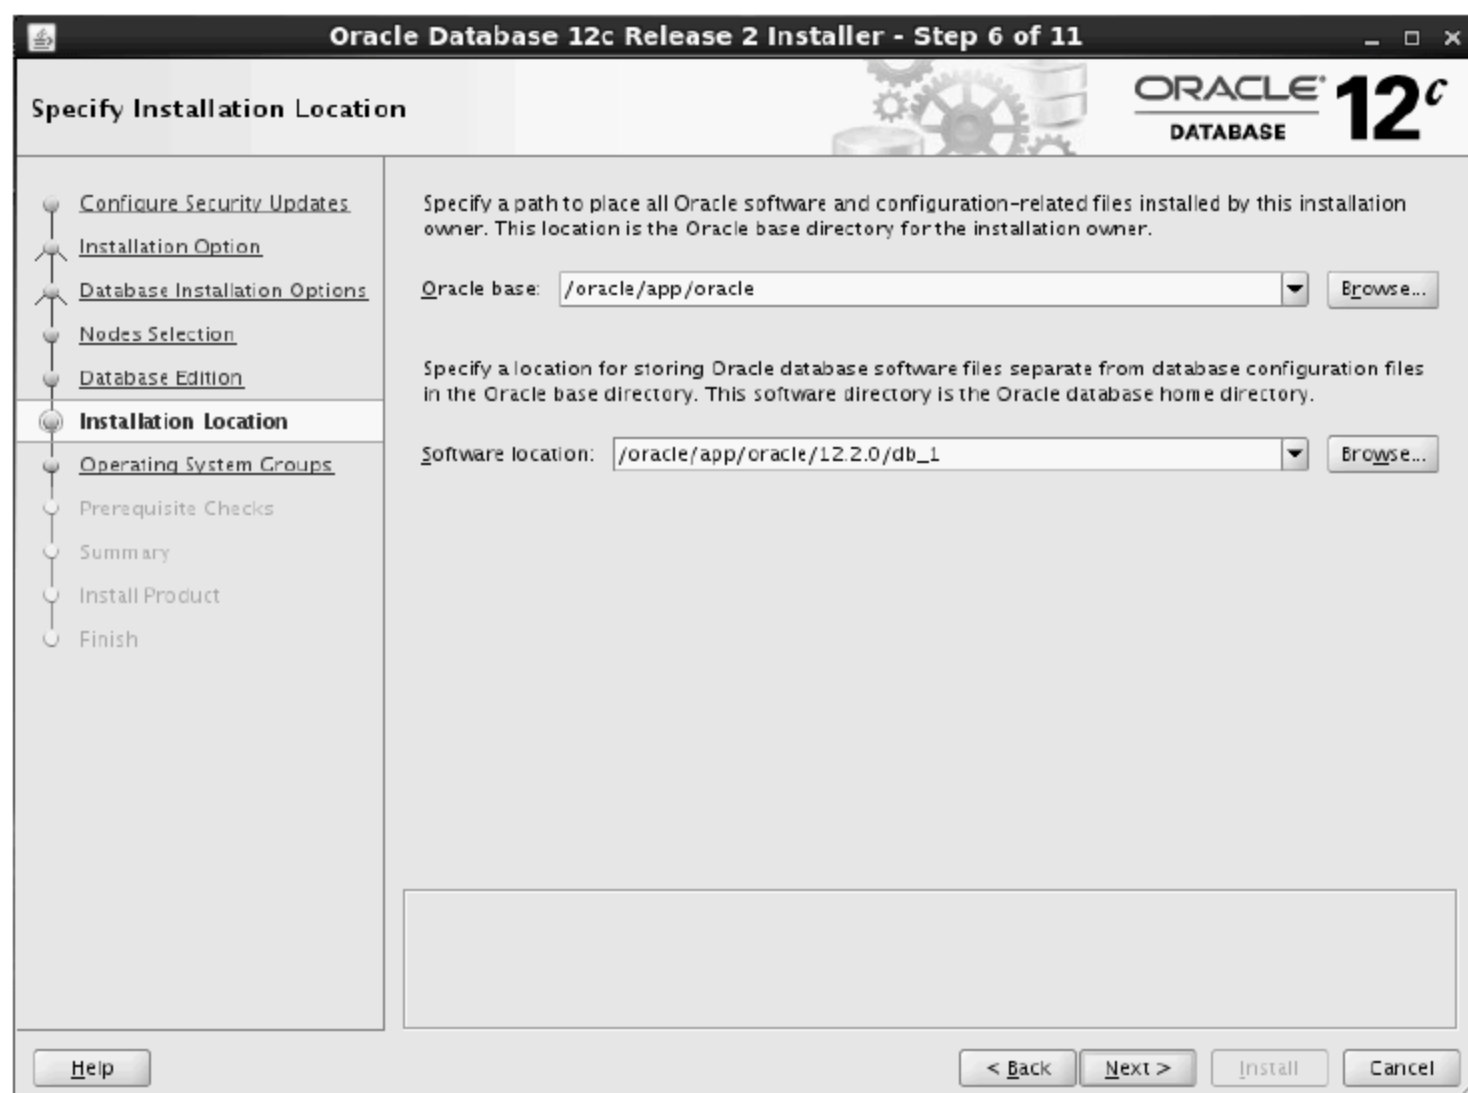 Oracle Database 12c Release 2 Installer - Step 6 of 11
Specify Installation Location
ORACLE 12c
DATABASE
Configure Security Updates
Installation Option
Database Installation Options
Nodes Selection
Database Edition
Installation Location
Operating System Groups
Prerequisite Checks
Summary
Install Product
Finish
Specify a path to place all Oracle software and configuration-related files installed by this installation
owner. This location is the Oracle base directory for the installation owner.
Oracle base: /oracle/app/oracle Browse...
Specify a location for storing Oracle database software files separate from database configuration files
in the Oracle base directory. This software directory is the Oracle database home directory.
Software location: /oracle/app/oracle/12.2.0/db_1 Browse...
Help < Back Next > Install Cancel